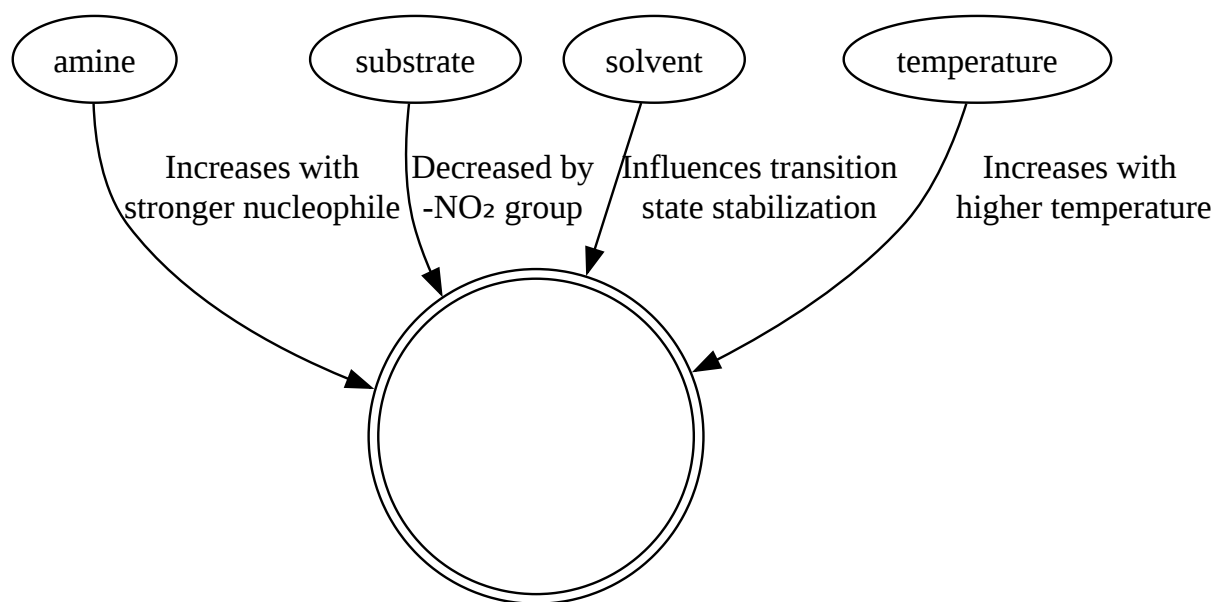 amine
substrate
solvent
temperature
Increases with
stronger nucleophile
Decreased by
-NO₂ group
Influences transition
state stabilization
Increases with
higher temperature